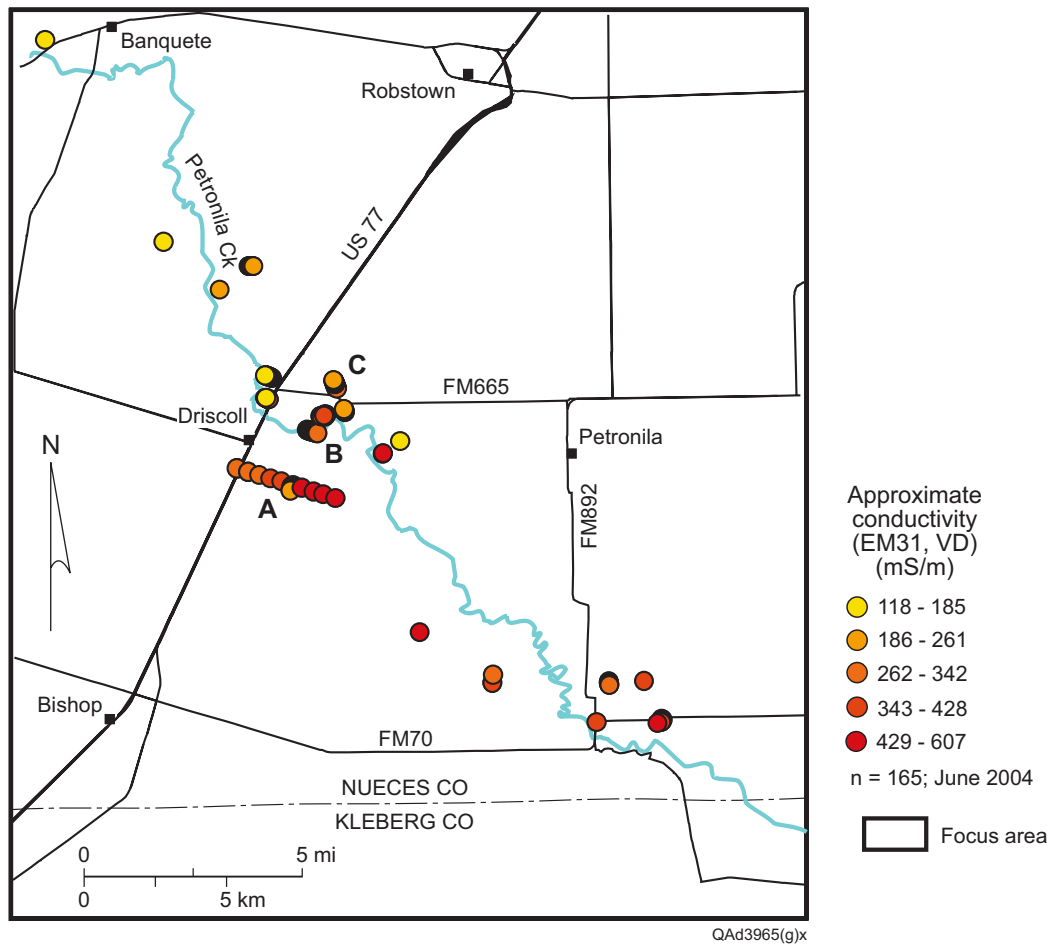 Banquete
Robstown
Petronila Ck
US 77
C
FM665
Driscoll
B
Petronila
N
A
FM892
Approximate
conductivity
(EM31, VD)
(mS/m)
118 - 185
186 - 261
262 - 342
343 - 428
429 - 607
n = 165; June 2004
Focus area
Bishop
FM70
NUECES CO
KLEBERG CO
0 5 mi
0 5 km
QAd3965(g)x